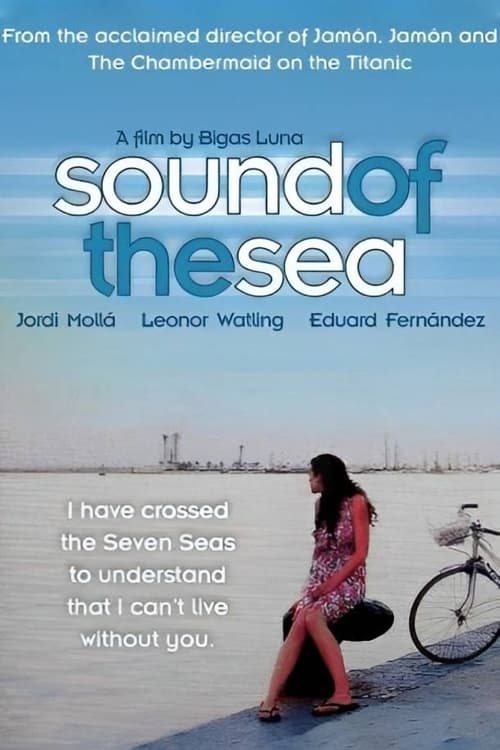 From the acclaimed director of Jamón, Jamón and
The Chambermaid on the Titanic
A film by Bigas Luna
soundof
thesea
Jordi Mollá Leonor Watling Eduard Fernández
I have crossed
the Seven Seas
to understand
that I can't live
without you.